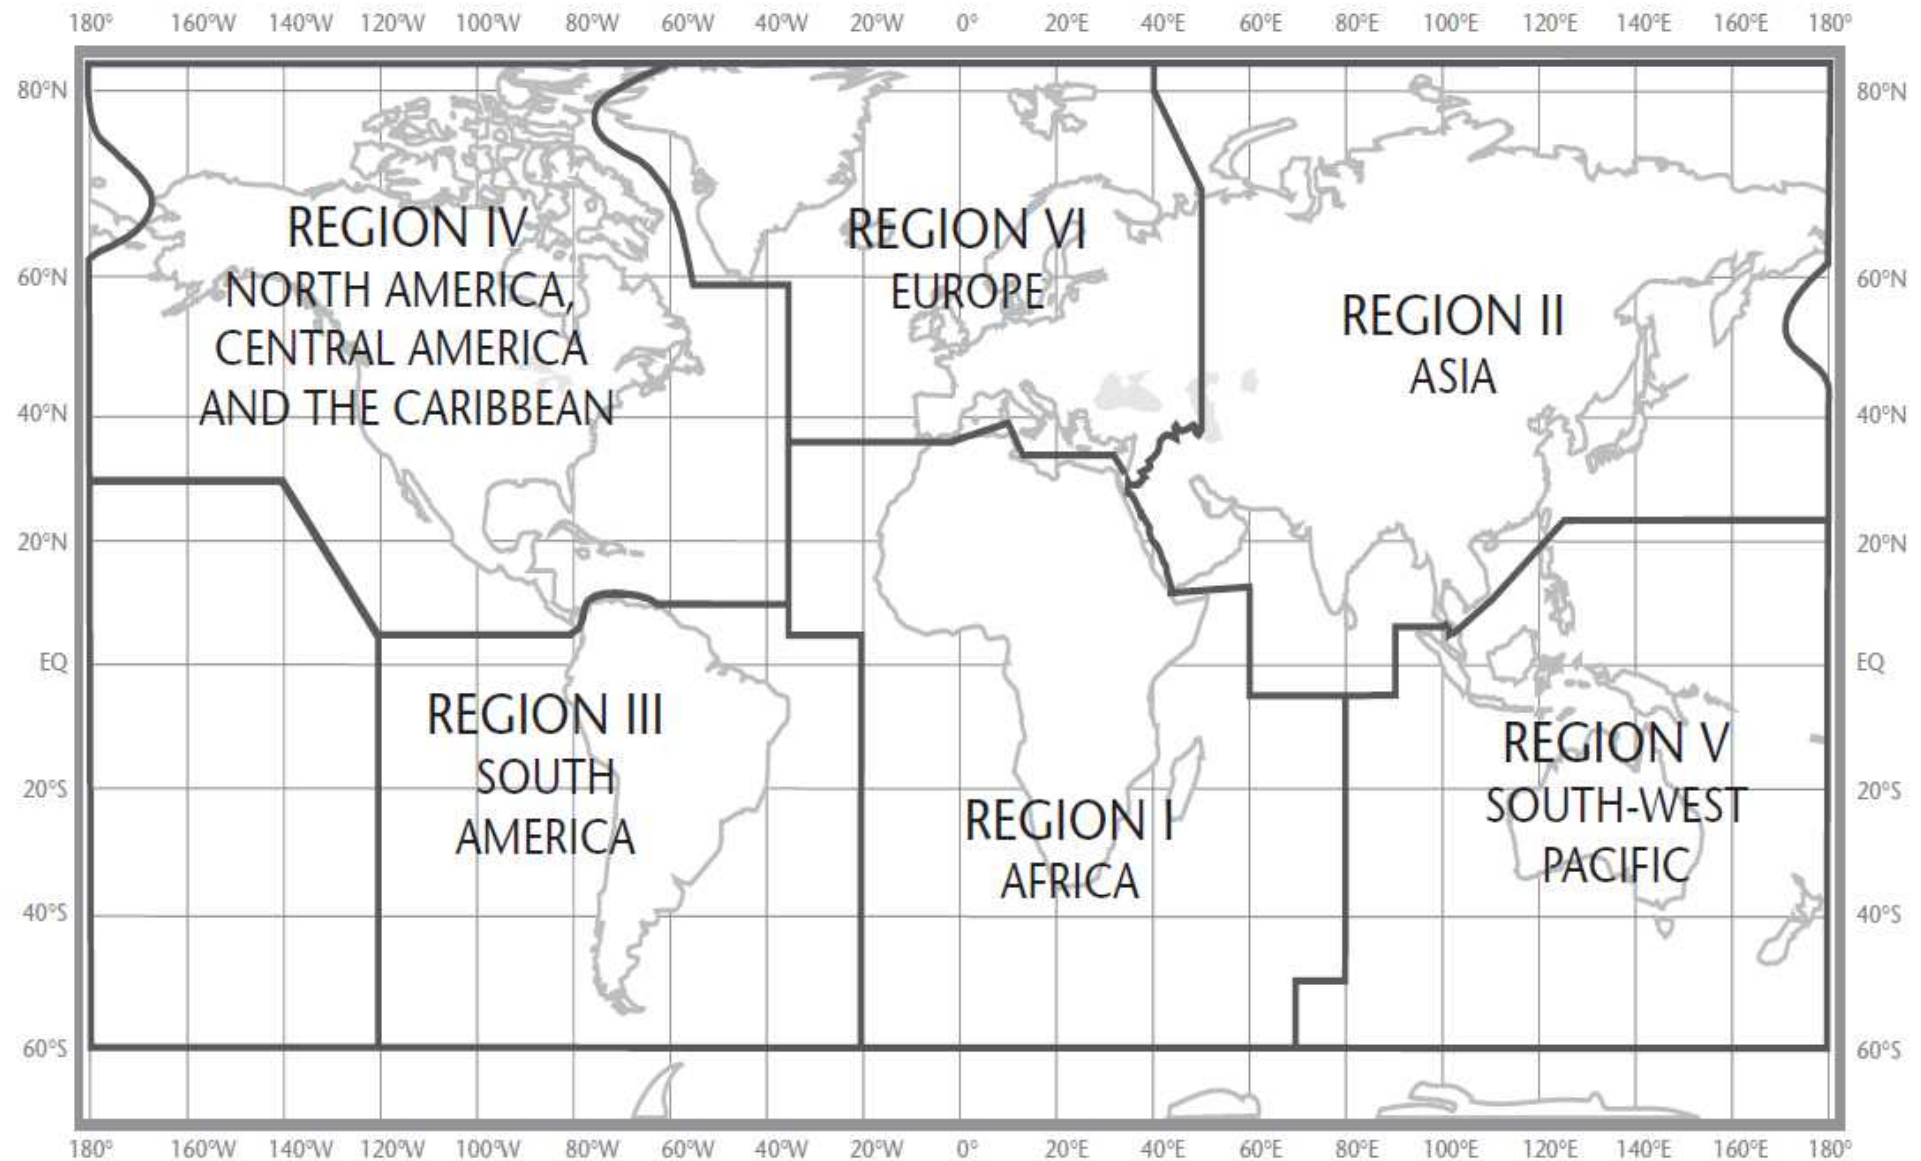 180° 160°W 140°W 120°W 100°W 80°W 60°W 40°W 20°W 0° 20°E 40°E 60°E 80°E 100°E 120°E 140°E 160°E 180°
80°N 80°N
REGION IV
NORTH AMERICA,
CENTRAL AMERICA
AND THE CARIBBEAN
REGION VI
EUROPE
REGION II
ASIA
60°N 60°N
40°N 40°N
20°N 20°N
EQ EQ
REGION III
SOUTH
AMERICA
REGION I
AFRICA
REGION V
SOUTH-WEST
PACIFIC
20°S 20°S
40°S 40°S
60°S 60°S
180° 160°W 140°W 120°W 100°W 80°W 60°W 40°W 20°W 0° 20°E 40°E 60°E 80°E 100°E 120°E 140°E 160°E 180°